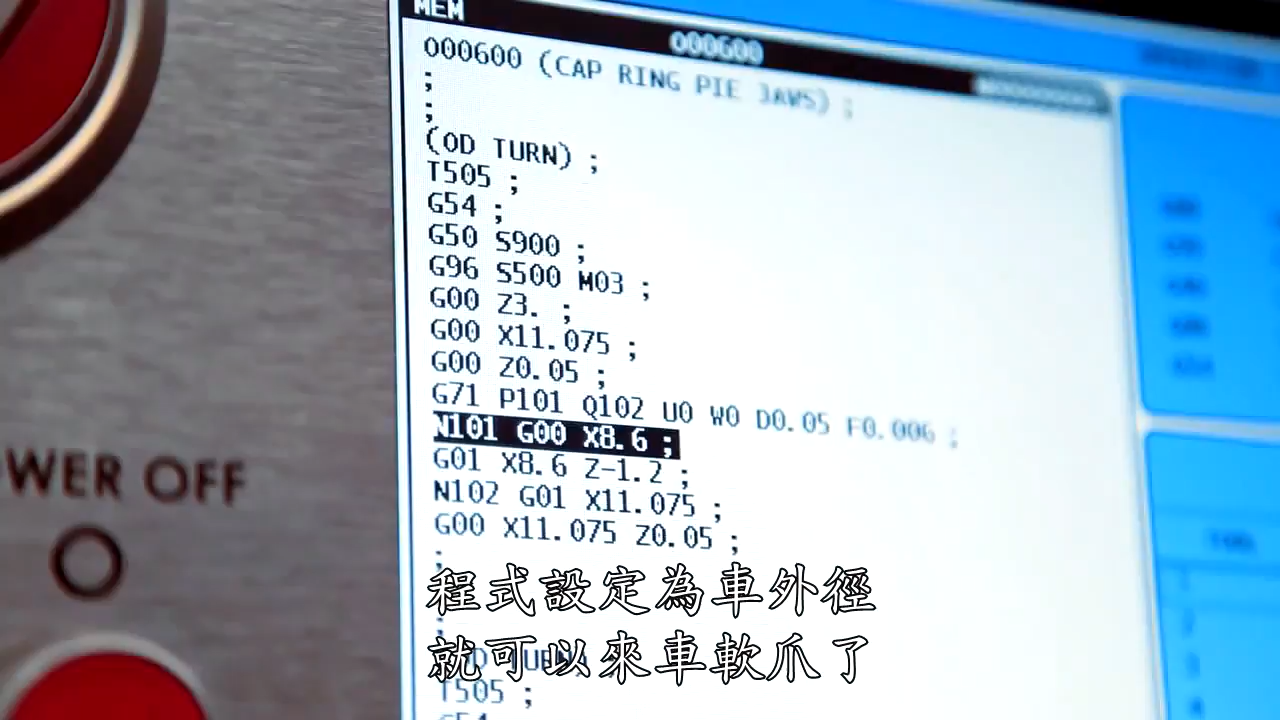 MEM
O00600
O00600 (CAP RING PIE JAWS) ;
;
;
(OD TURN) ;
T505 ;
G54 ;
G50 S900 ;
G96 S500 M03 ;
G00 Z3. ;
G00 X11.075 ;
G00 Z0.05 ;
G71 P101 Q102 U0 W0 D0.05 F0.006 ;
N101 G00 X8.6 ;
G01 X8.6 Z-1.2 ;
N102 G01 X11.075 ;
G00 X11.075 Z0.05 ;
;
;
T505 ;
G54
OWER OFF
程式設定為車外徑
就可以來車軟爪了